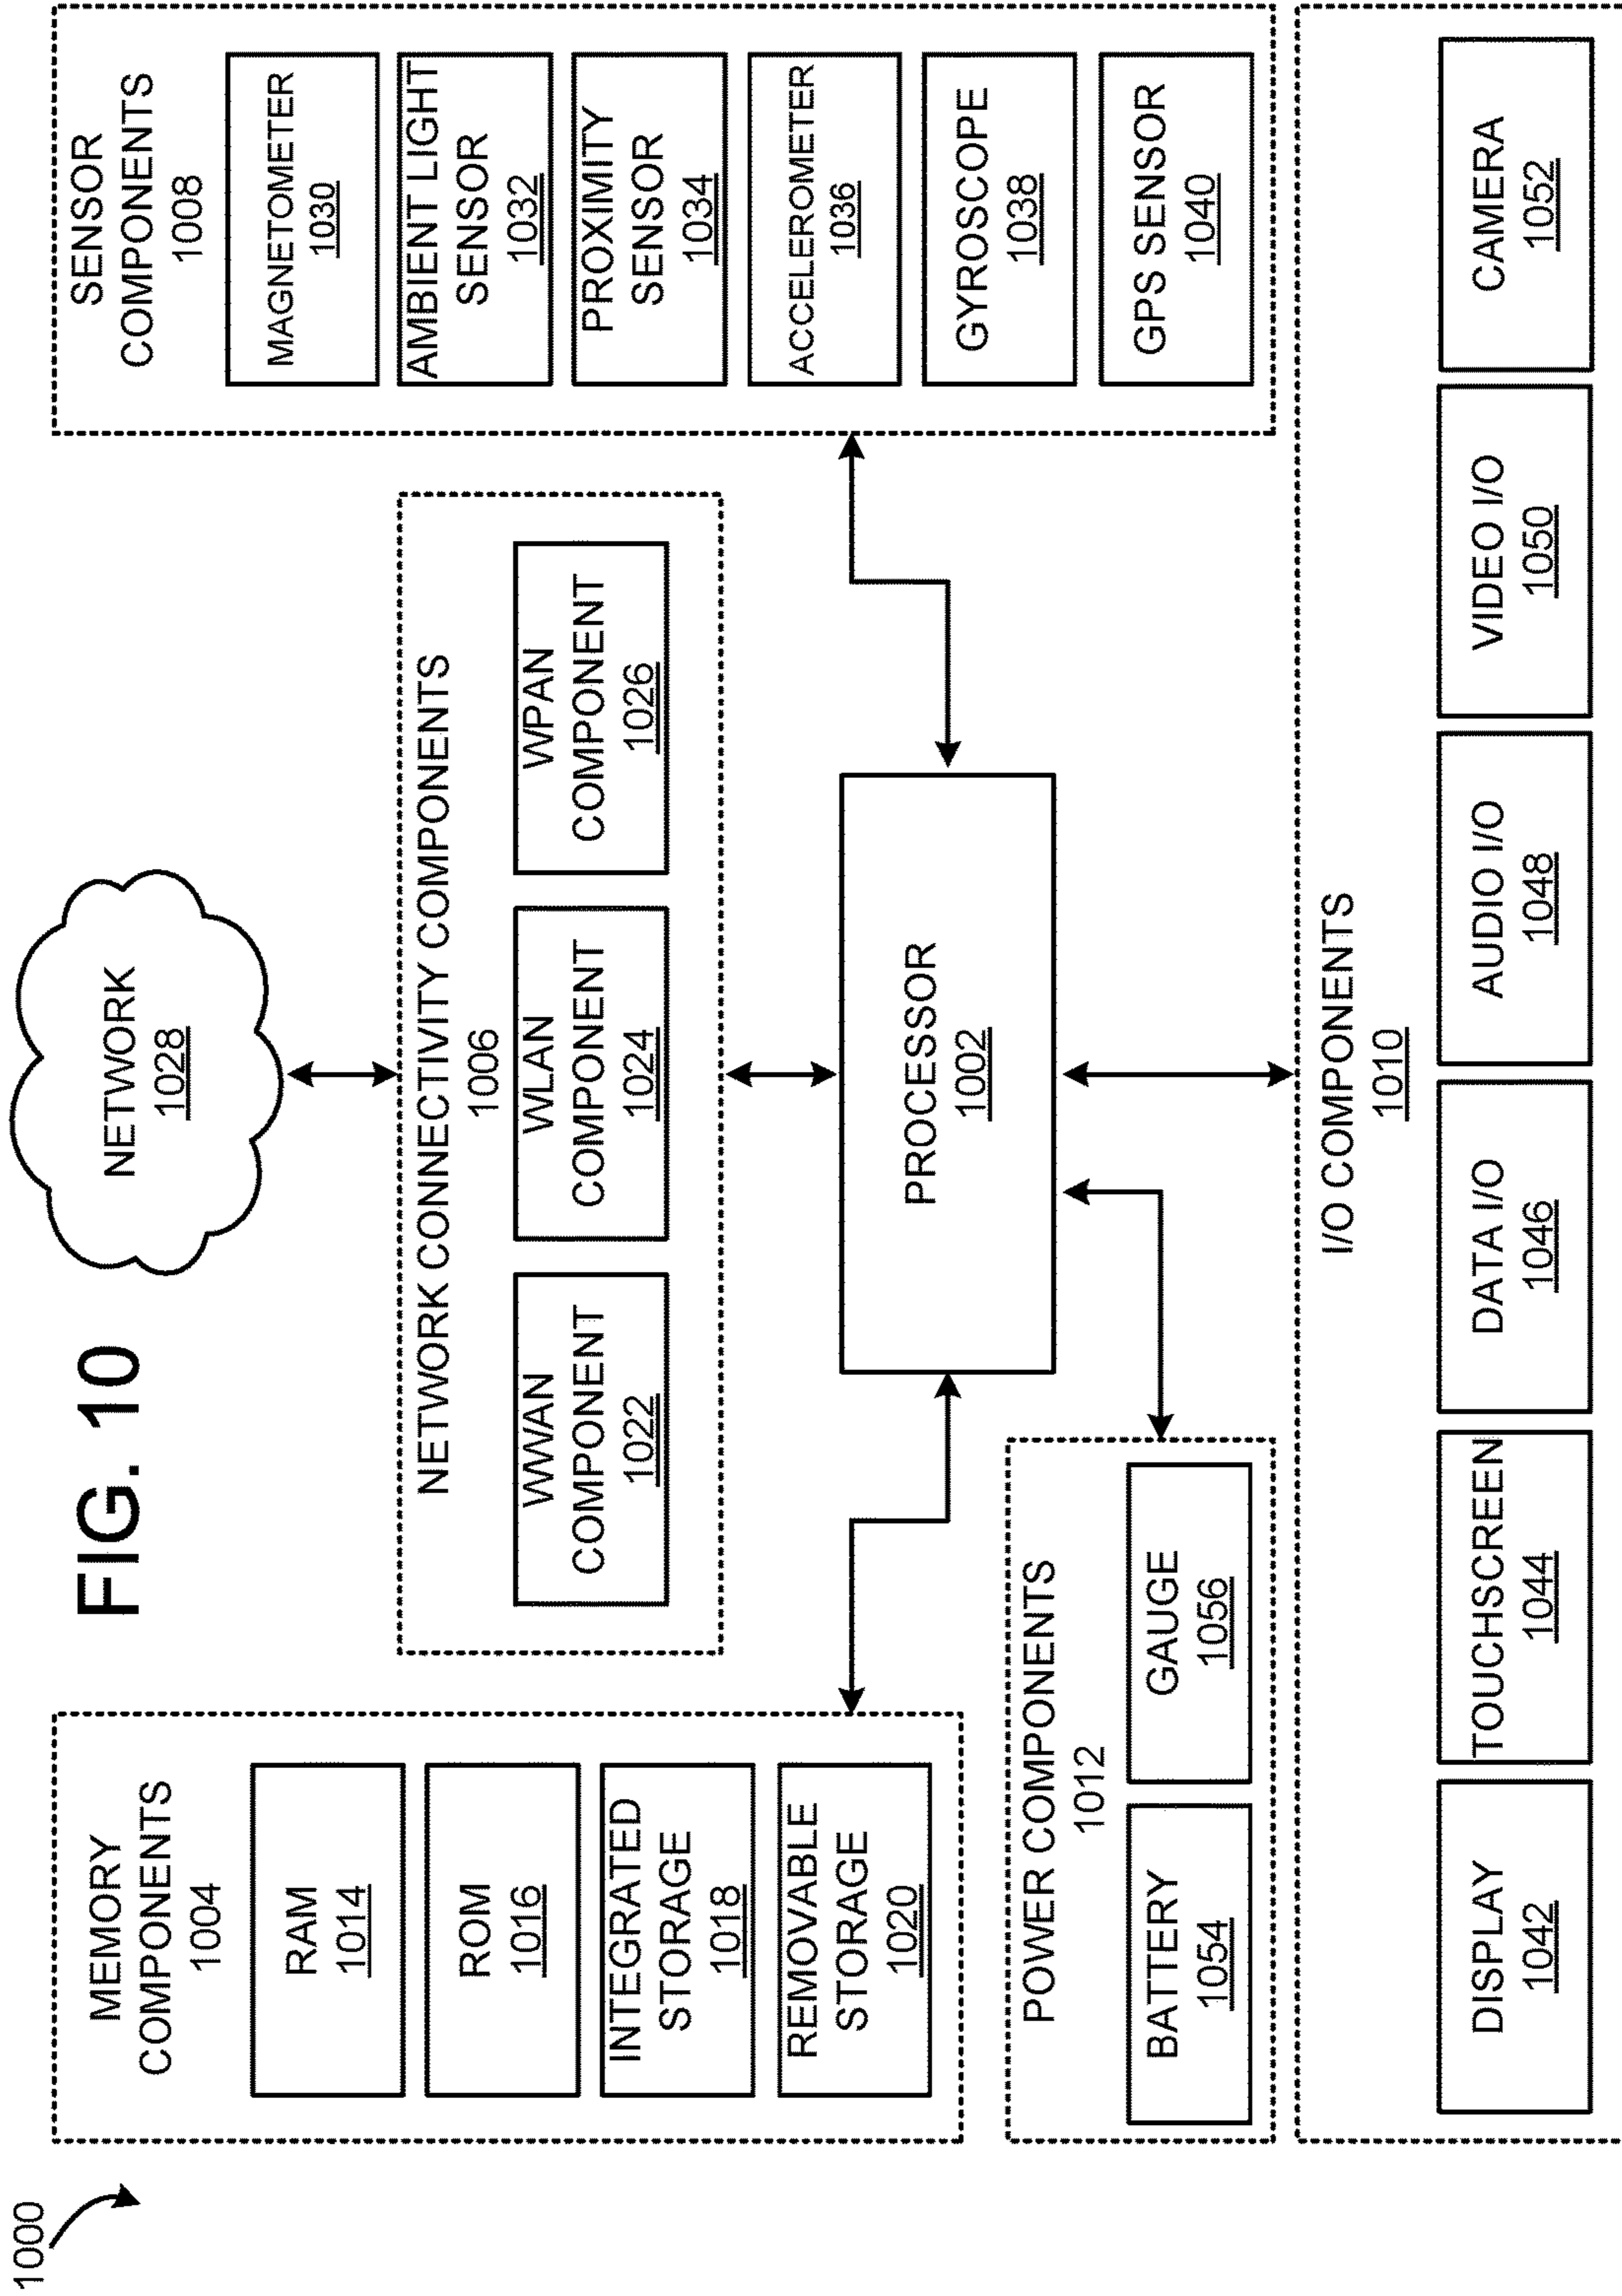 1000
FIG. 10
NETWORK
1028
MEMORY
COMPONENTS
1004
RAM
1014
ROM
1016
INTEGRATED
STORAGE
1018
REMOVABLE
STORAGE
1020
NETWORK CONNECTIVITY COMPONENTS
1006
WWAN
COMPONENT
1022
WLAN
COMPONENT
1024
WPAN
COMPONENT
1026
SENSOR
COMPONENTS
1008
MAGNETOMETER
1030
AMBIENT LIGHT
SENSOR
1032
PROXIMITY
SENSOR
1034
ACCELEROMETER
1036
GYROSCOPE
1038
GPS SENSOR
1040
PROCESSOR
1002
POWER COMPONENTS
1012
BATTERY
1054
GAUGE
1056
I/O COMPONENTS
1010
DISPLAY
1042
TOUCHSCREEN
1044
DATA I/O
1046
AUDIO I/O
1048
VIDEO I/O
1050
CAMERA
1052